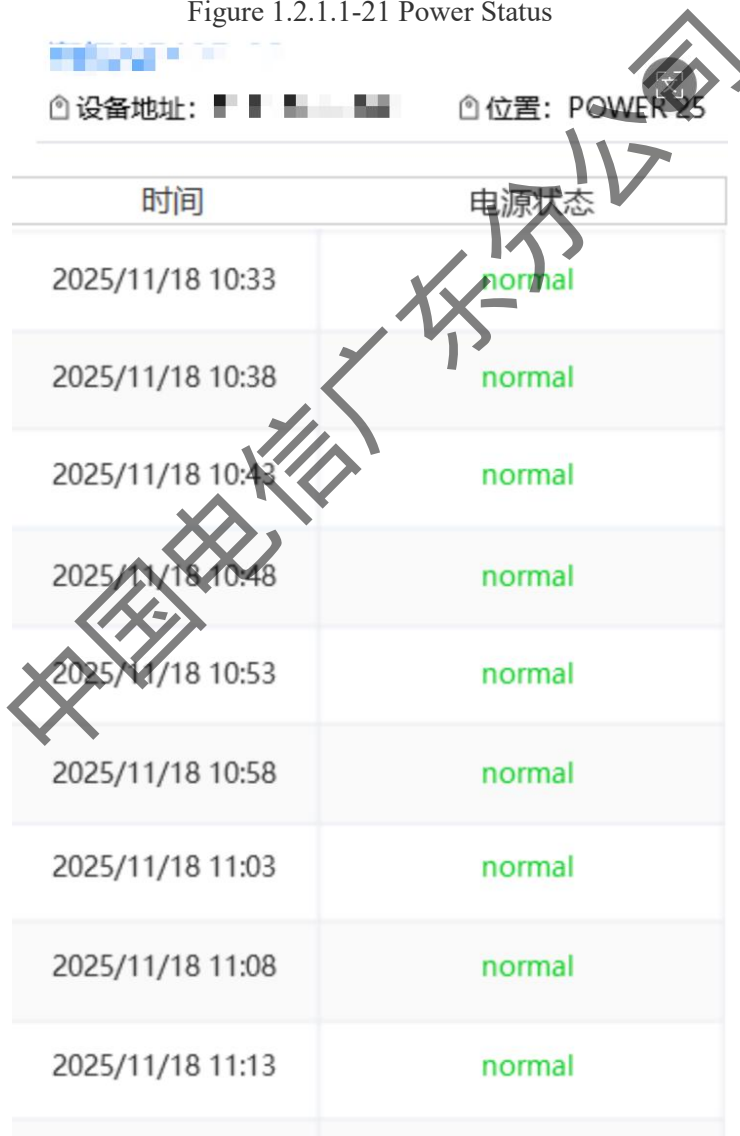 Figure 1.2.1.1-21 Power Status
设备地址：
位置：POWER 25
时间 电源状态
2025/11/18 10:33 normal
2025/11/18 10:38 normal
2025/11/18 10:43 normal
2025/11/18 10:48 normal
2025/11/18 10:53 normal
2025/11/18 10:58 normal
2025/11/18 11:03 normal
2025/11/18 11:08 normal
2025/11/18 11:13 normal
中国电信广东分公司